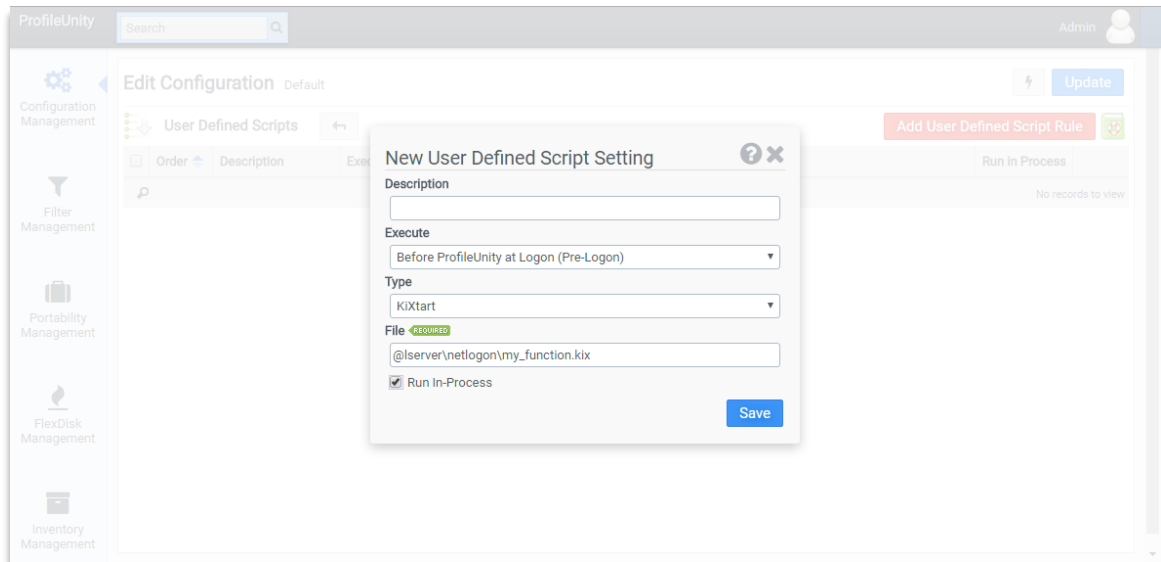 ProfileUnity
Search
Admin
Configuration
Management
Filter
Management
Portability
Management
FlexDisk
Management
Inventory
Management
Edit Configuration Default
Update
User Defined Scripts
Add User Defined Script Rule
Order Description Exec
Run in Process
No records to view
New User Defined Script Setting
Description
Execute
Before ProfileUnity at Logon (Pre-Logon)
Type
KiXtart
File REQUIRED
@lserver\netlogon\my_function.kix
Run In-Process
Save